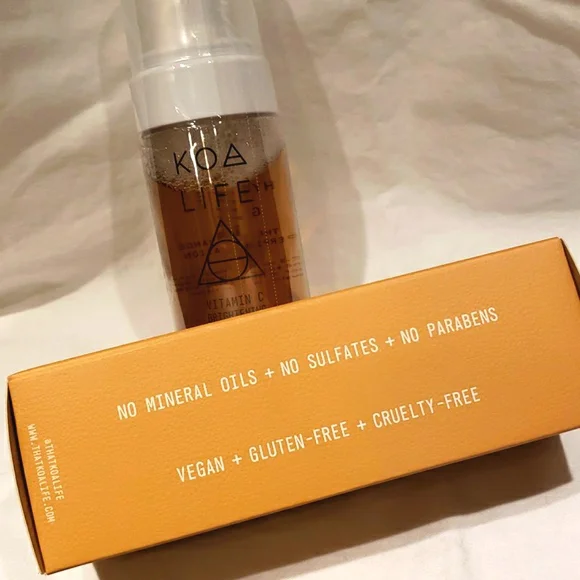 KOA
LIFE
VITAMIN C
BRIGHTENING
NO MINERAL OILS + NO SULFATES + NO PARABENS
VEGAN + GLUTEN-FREE + CRUELTY-FREE
@THATKOALIFE
WWW.THATKOALIFE.COM